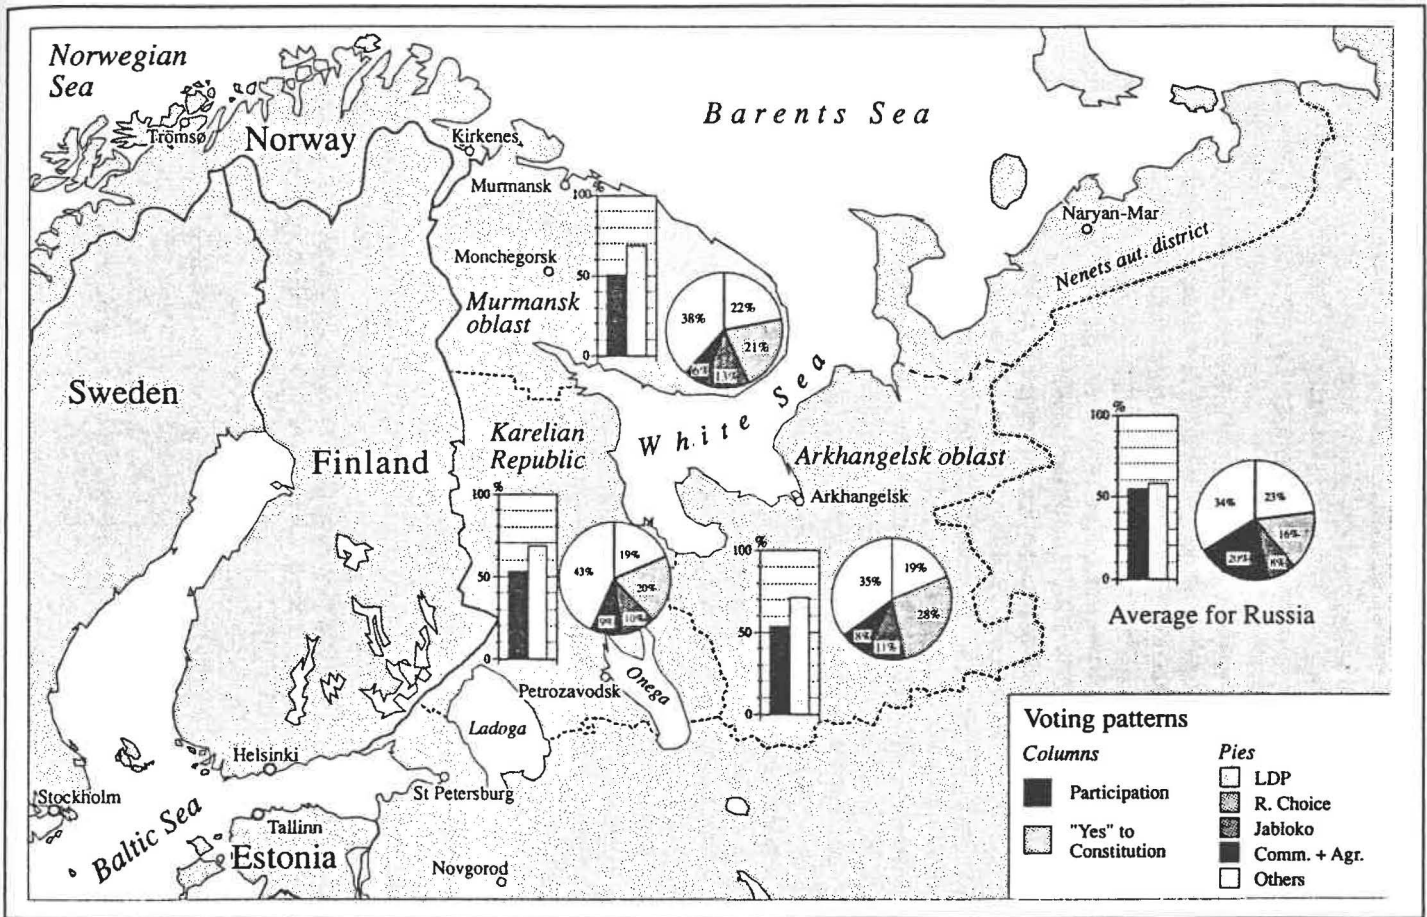 Norwegian
Sea
Barents Sea
Tromsø
Norway
Kirkenes
Murmansk
Naryan-Mar
Nenets aut. district
Monchegorsk
Murmansk
oblast
%
100
50
0
38%
22%
21%
13%
6%
Sweden
Finland
White Sea
Karelian
Republic
Arkhangelsk oblast
Arkhangelsk
%
100
50
0
43%
19%
20%
10%
9%
%
100
50
0
35%
19%
28%
11%
8%
%
100
50
0
34%
23%
16%
8%
20%
Average for Russia
Petrozavodsk
Onega
Ladoga
Helsinki
St Petersburg
Stockholm
Baltic Sea
Tallinn
Estonia
Novgorod
Voting patterns
Columns
Participation
"Yes" to
Constitution
Pies
LDP
R. Choice
Jabloko
Comm. + Agr.
Others